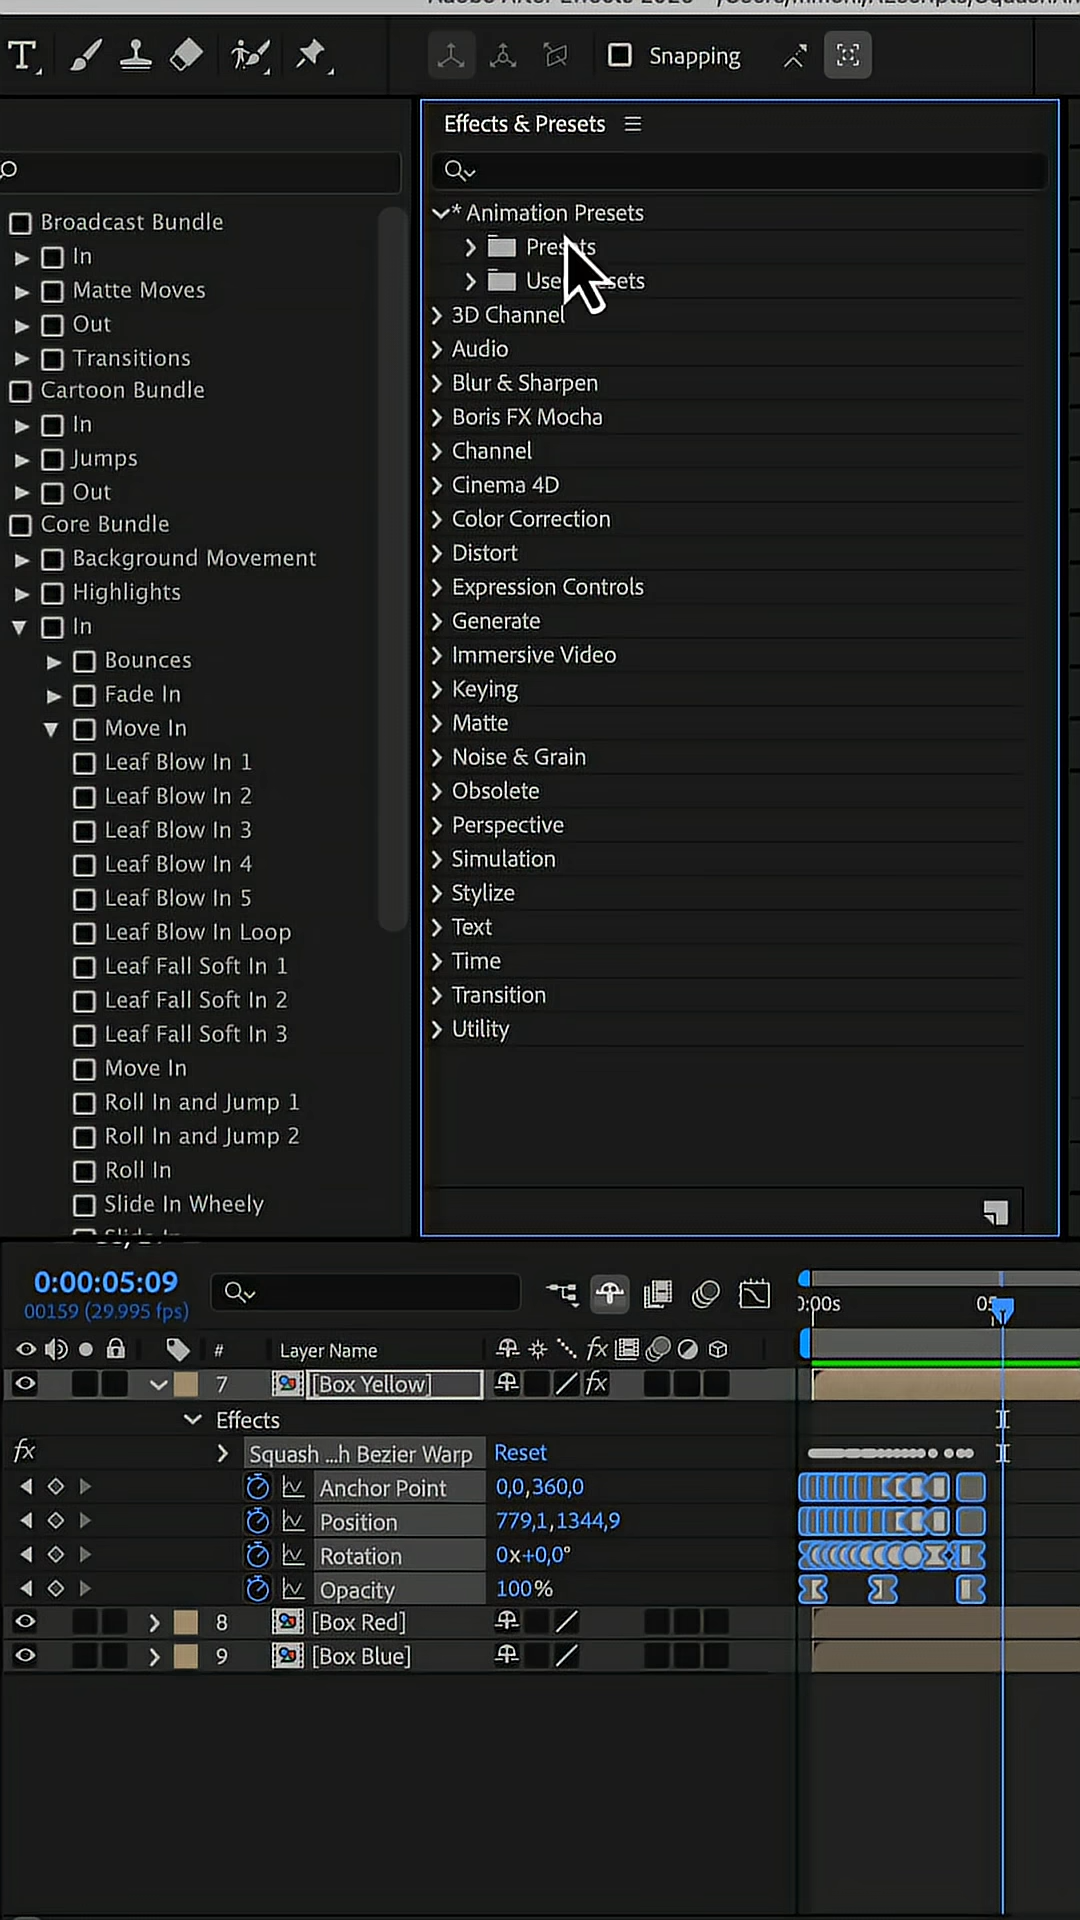 T
Snapping
Effects & Presets
Broadcast Bundle
In
Matte Moves
Out
Transitions
Cartoon Bundle
In
Jumps
Out
Core Bundle
Background Movement
Highlights
In
Bounces
Fade In
Move In
Leaf Blow In 1
Leaf Blow In 2
Leaf Blow In 3
Leaf Blow In 4
Leaf Blow In 5
Leaf Blow In Loop
Leaf Fall Soft In 1
Leaf Fall Soft In 2
Leaf Fall Soft In 3
Move In
Roll In and Jump 1
Roll In and Jump 2
Roll In
Slide In Wheely
* Animation Presets
Presets
3D Channel
Audio
Blur & Sharpen
Boris FX Mocha
Channel
Cinema 4D
Color Correction
Distort
Expression Controls
Generate
Immersive Video
Keying
Matte
Noise & Grain
Obsolete
Perspective
Simulation
Stylize
Text
Time
Transition
Utility
0:00:05:09
00159 (29.995 fps)
# Layer Name fx
7 [Box Yellow] fx
Effects
fx Squash ...h Bezier Warp Reset
Anchor Point 0,0,360,0
Position 779,1,1344,9
Rotation 0x+0,0°
Opacity 100%
8 [Box Red]
9 [Box Blue]